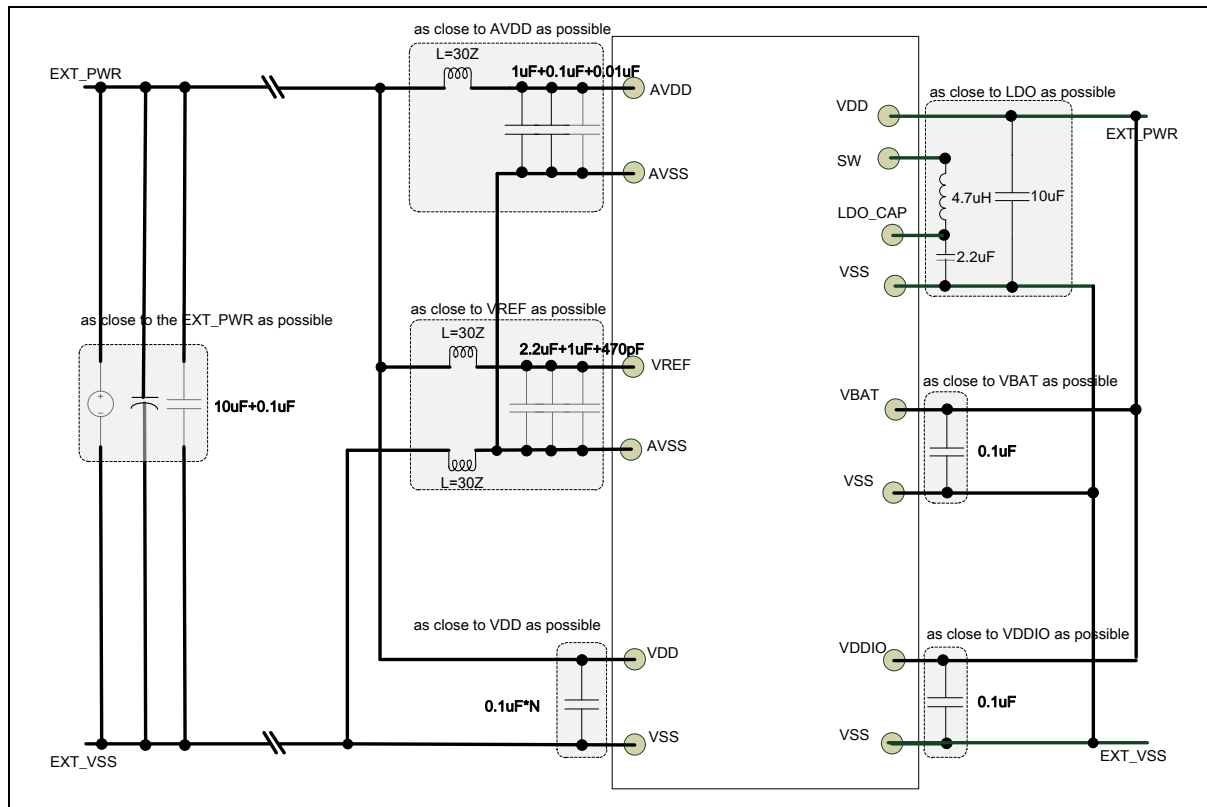 as close to AVDD as possible
L=30Z
EXT_PWR
1uF+0.1uF+0.01uF
AVDD
AVSS
as close to VREF as possible
L=30Z
2.2uF+1uF+470pF
VREF
AVSS
L=30Z
as close to the EXT_PWR as possible
+
-
10uF+0.1uF
as close to VDD as possible
VDD
0.1uF*N
VSS
EXT_VSS
as close to LDO as possible
VDD
EXT_PWR
SW
4.7uH
10uF
LDO_CAP
2.2uF
VSS
as close to VBAT as possible
VBAT
0.1uF
VSS
as close to VDDIO as possible
VDDIO
0.1uF
VSS
EXT_VSS